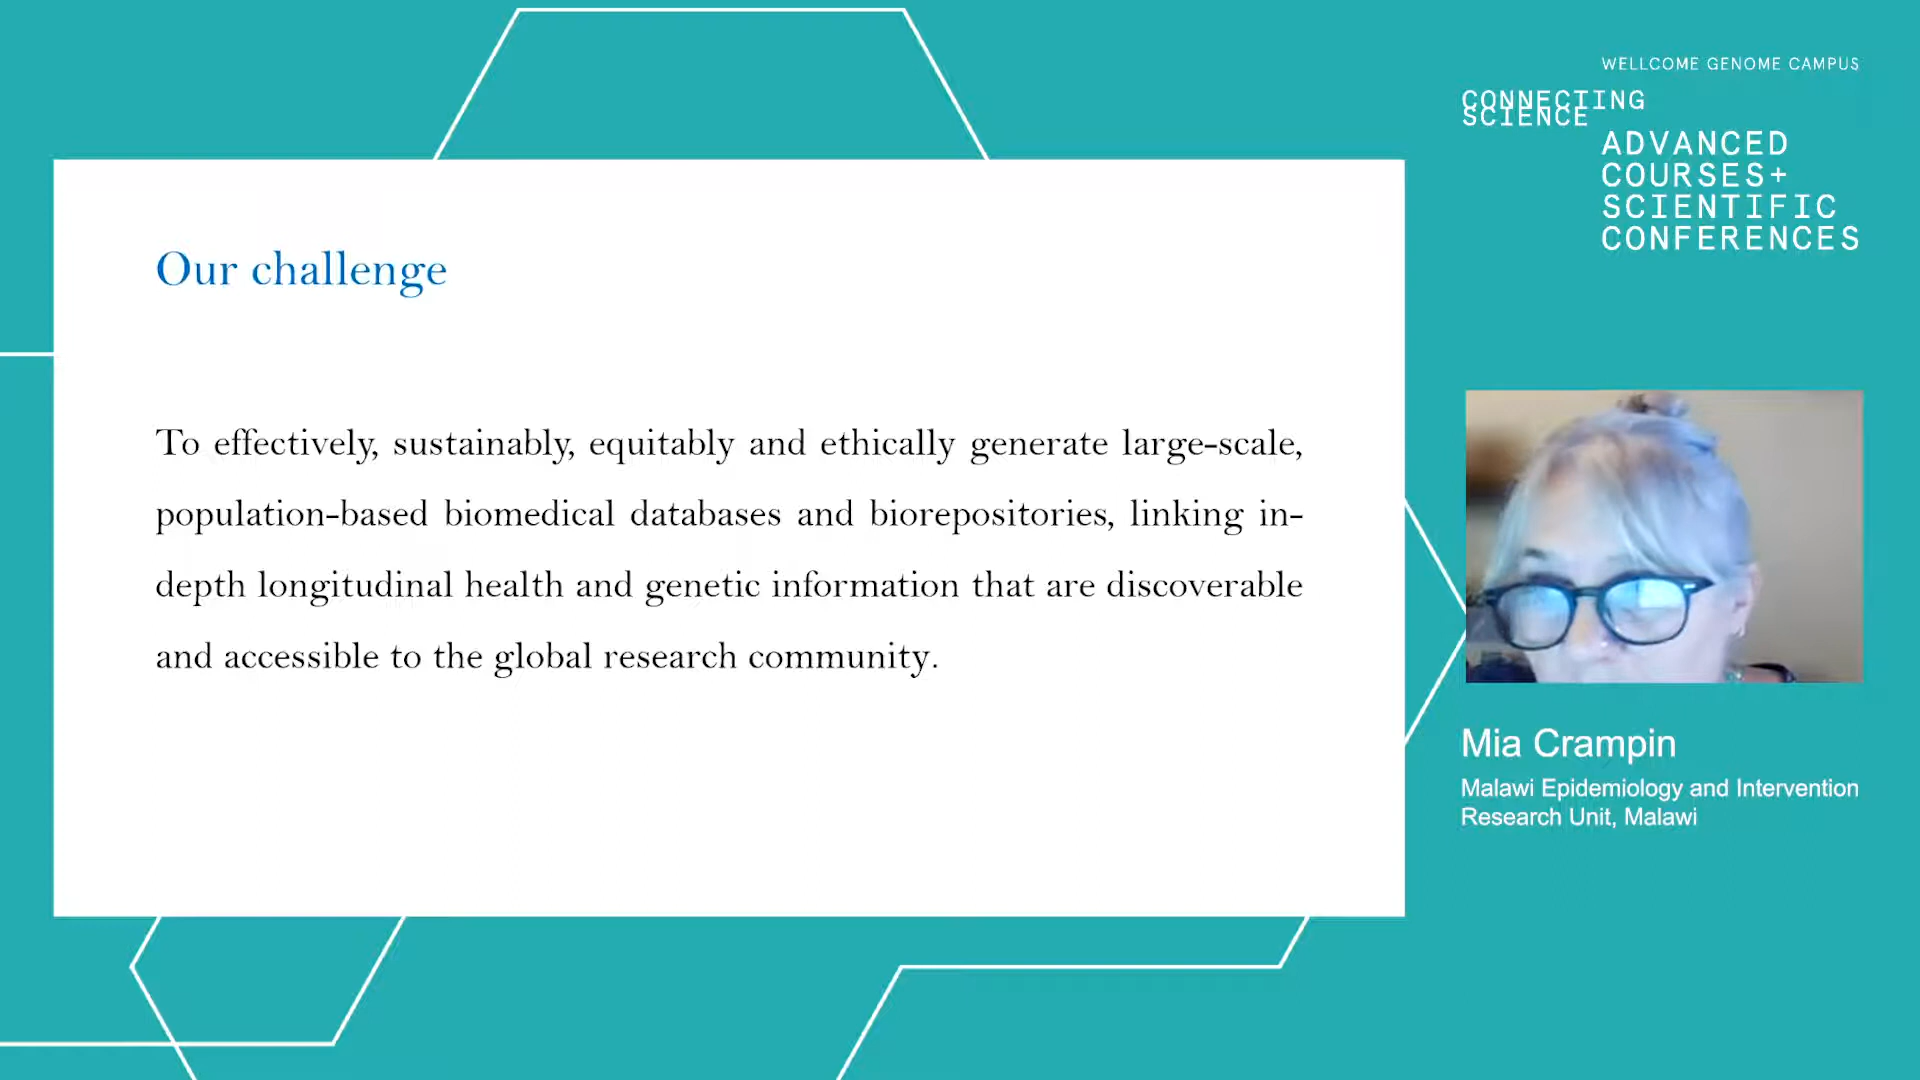 WELLCOME GENOME CAMPUS
CONNECTING
SCIENCE
ADVANCED
COURSES+
SCIENTIFIC
CONFERENCES
Our challenge
To effectively, sustainably, equitably and ethically generate large-scale,
population-based biomedical databases and biorepositories, linking in-
depth longitudinal health and genetic information that are discoverable
and accessible to the global research community.
Mia Crampin
Malawi Epidemiology and Intervention
Research Unit, Malawi